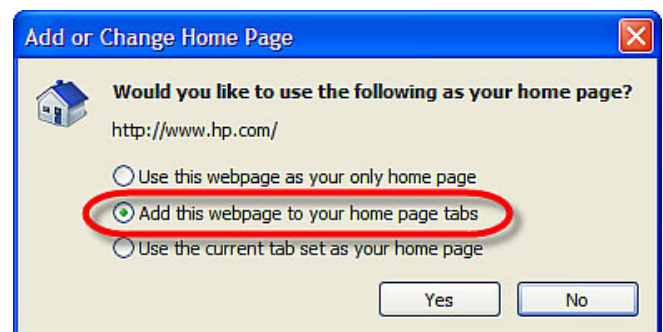 Add or Change Home Page
Would you like to use the following as your home page?
http://www.hp.com/
Use this webpage as your only home page
Add this webpage to your home page tabs
Use the current tab set as your home page
Yes No